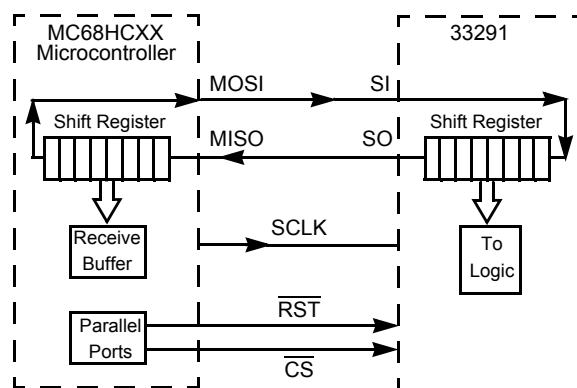 MC68HCXX
Microcontroller
33291
MOSI
SI
Shift Register
Shift Register
MISO
SO
Receive
Buffer
SCLK
To
Logic
Parallel
Ports
RST
CS